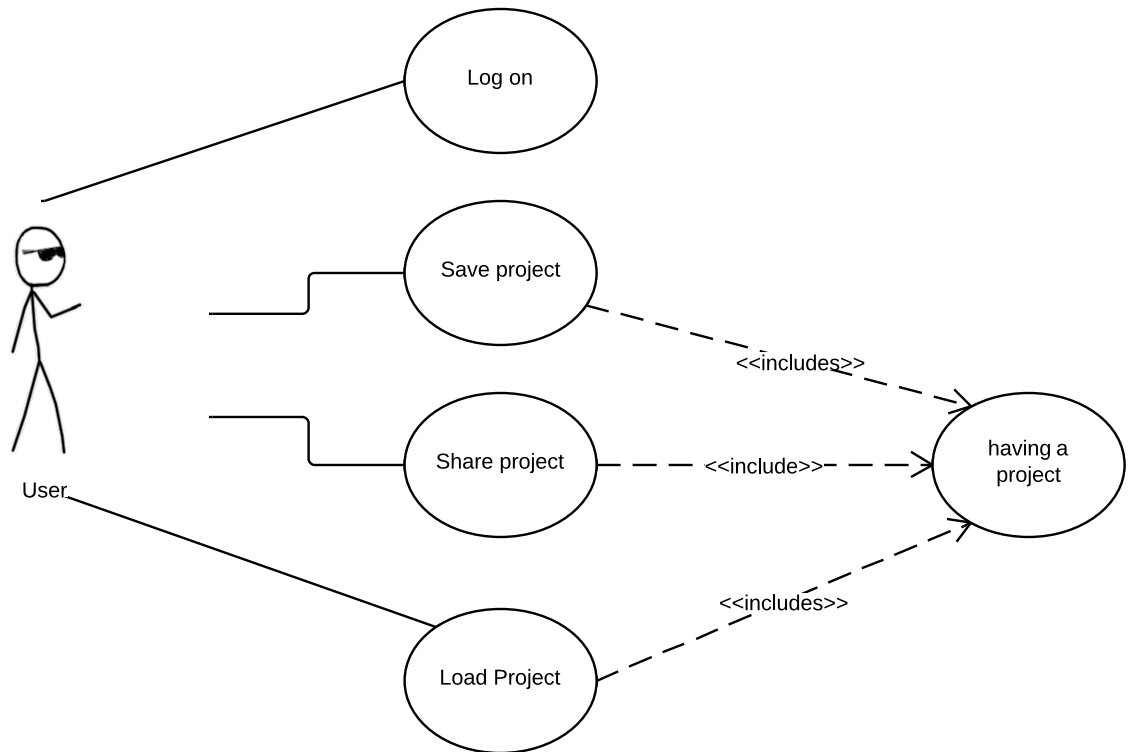 Log on
Save project
<<includes>>
having a
project
Share project
<<include>>
User
<<includes>>
Load Project